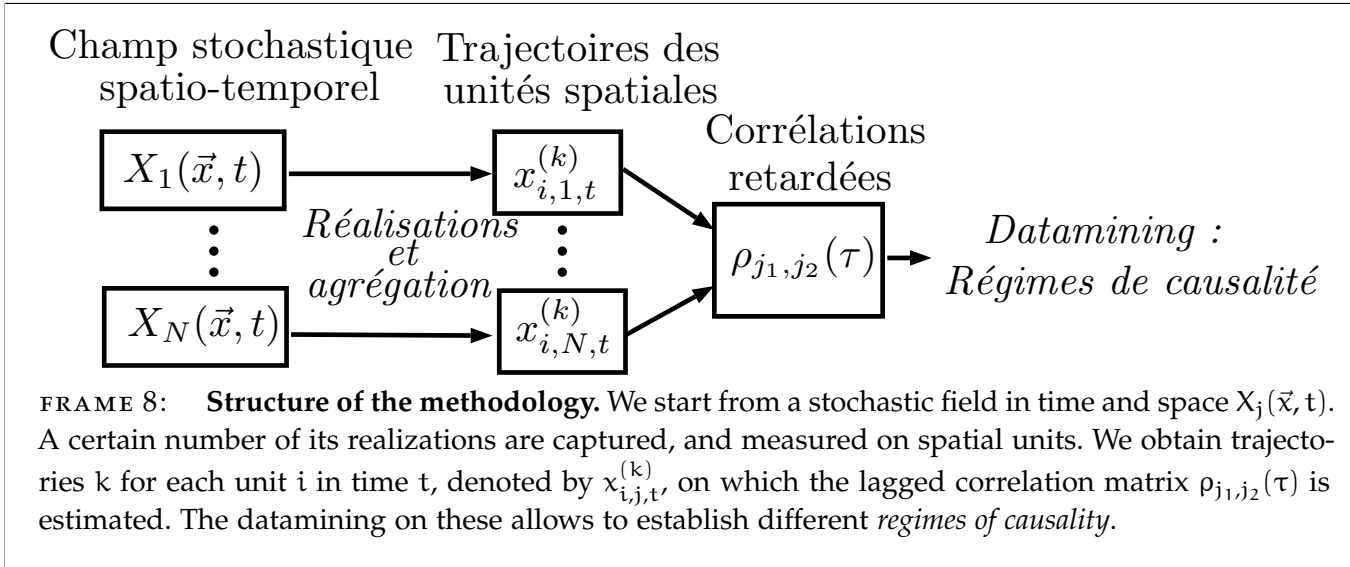 Champ stochastique
spatio-temporel
Trajectoires des
unités spatiales
Corrélations
retardées
X_1(\vec{x}, t)
x_{i,1,t}^{(k)}
Réalisations
et
agrégation
ρ_{j_1,j_2}(τ)
Datamining :
Régimes de causalité
X_N(\vec{x}, t)
x_{i,N,t}^{(k)}
FRAME 8: Structure of the methodology. We start from a stochastic field in time and space X_j(\vec{x}, t).
A certain number of its realizations are captured, and measured on spatial units. We obtain trajecto-
ries k for each unit i in time t, denoted by x_{i,j,t}^{(k)}, on which the lagged correlation matrix ρ_{j_1,j_2}(τ) is
estimated. The datamining on these allows to establish different regimes of causality.